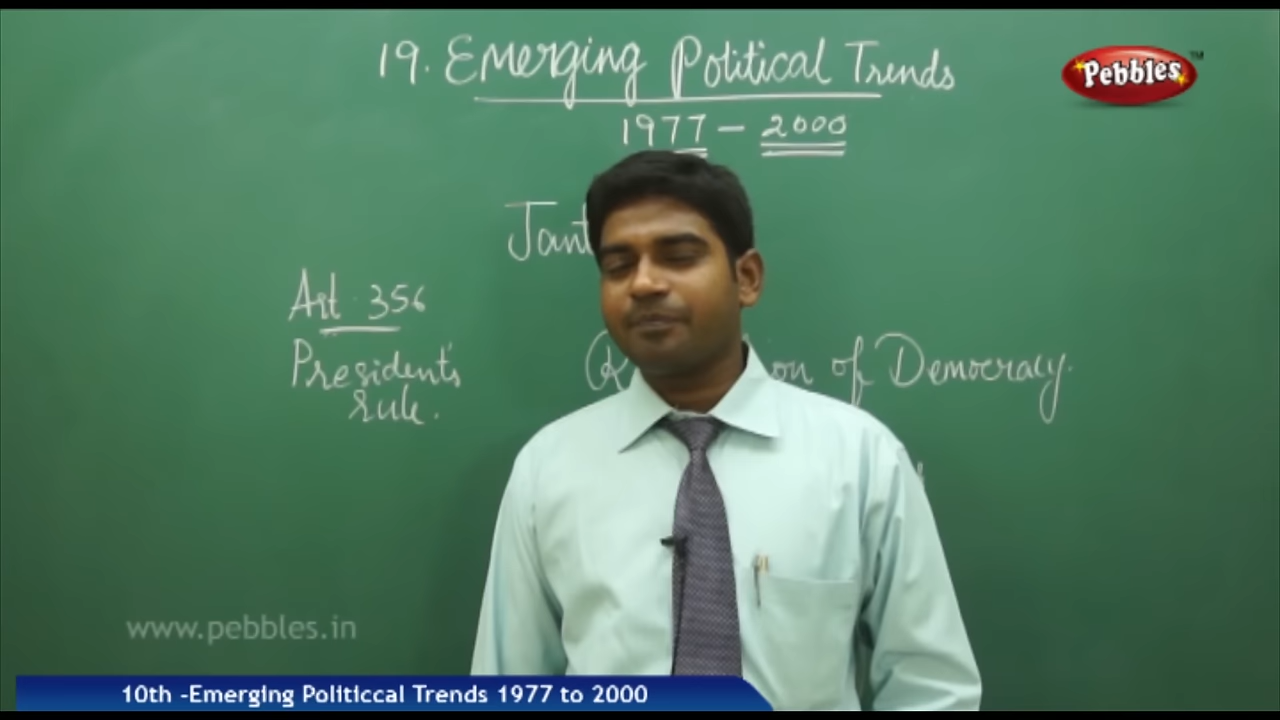 19. Emerging Political Trends
Pebbles™
1977 - 2000
Art. 356
President's
rule.
of Democracy.
www.pebbles.in
10th -Emerging Politiccal Trends 1977 to 2000